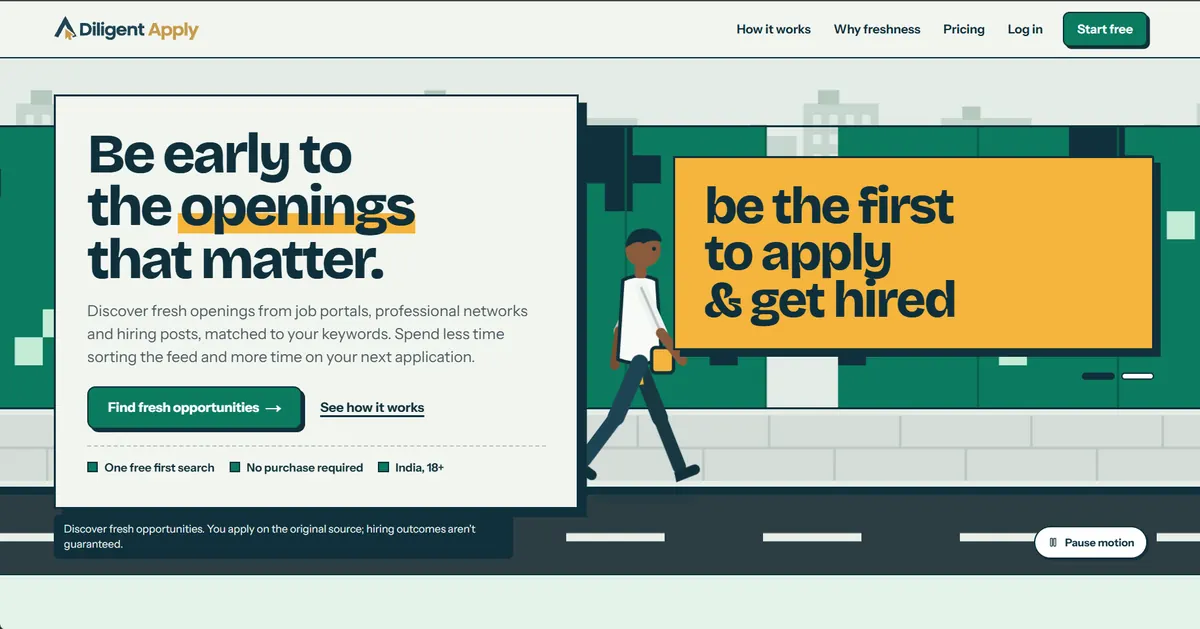 Diligent Apply
How it works
Why freshness
Pricing
Log in
Start free
Be early to
the openings
that matter.
Discover fresh openings from job portals, professional networks
and hiring posts, matched to your keywords. Spend less time
sorting the feed and more time on your next application.
Find fresh opportunities →
See how it works
One free first search
No purchase required
India, 18+
Discover fresh opportunities. You apply on the original source; hiring outcomes aren't
guaranteed.
be the first
to apply
& get hired
Pause motion